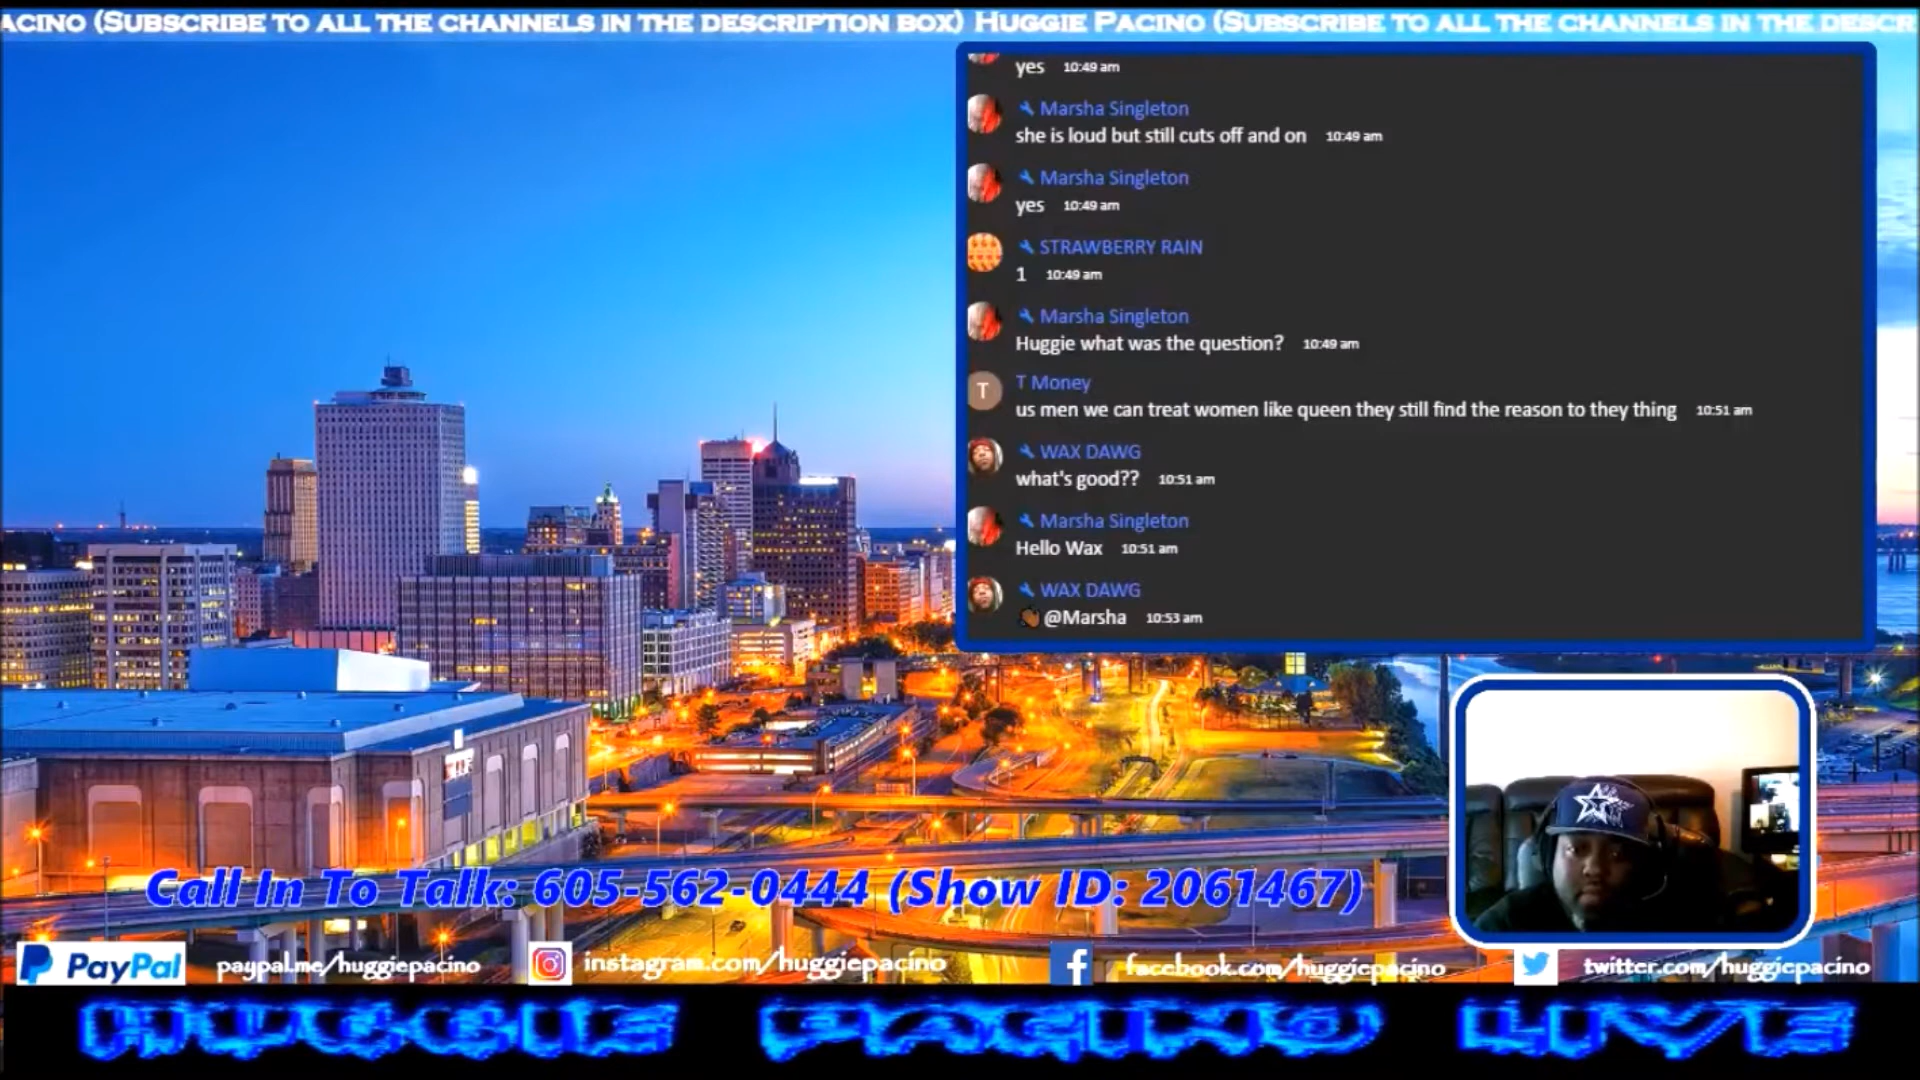 ACINO (SUBSCRIBE TO ALL THE CHANNELS IN THE DESCRIPTION BOX) HUGGIE PACINO (SUBSCRIBE TO ALL THE CHANNELS IN THE DESCR
yes 10:49 am
Marsha Singleton
she is loud but still cuts off and on 10:49 am
Marsha Singleton
yes 10:49 am
STRAWBERRY RAIN
1 10:49 am
Marsha Singleton
Huggie what was the question? 10:49 am
T
T Money
us men we can treat women like queen they still find the reason to they thing 10:51 am
WAX DAWG
what's good?? 10:51 am
Marsha Singleton
Hello Wax 10:51 am
WAX DAWG
@Marsha 10:53 am
Call In To Talk: 605-562-0444 (Show ID: 2061467)
PayPal paypal.me/huggiepacino instagram.com/huggiepacino facebook.com/huggiepacino twitter.com/huggiepacino
HUGGIE PACINO LIVE